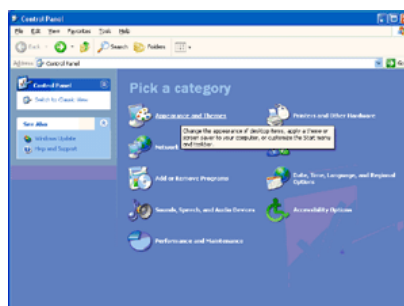 Control Panel
File Edit View Favorites Tools Help
Back Search Folders
Address Control Panel Go
Control Panel
Switch to Classic View
See Also
Windows Update
Help and Support
Pick a category
Appearance and Themes
Printers and Other Hardware
Change the appearance of desktop items, apply a theme or
screen saver to your computer, or customize the Start menu
and taskbar.
Network
Add or Remove Programs
Date, Time, Language, and Regional
Options
Sounds, Speech, and Audio Devices
Accessibility Options
Performance and Maintenance